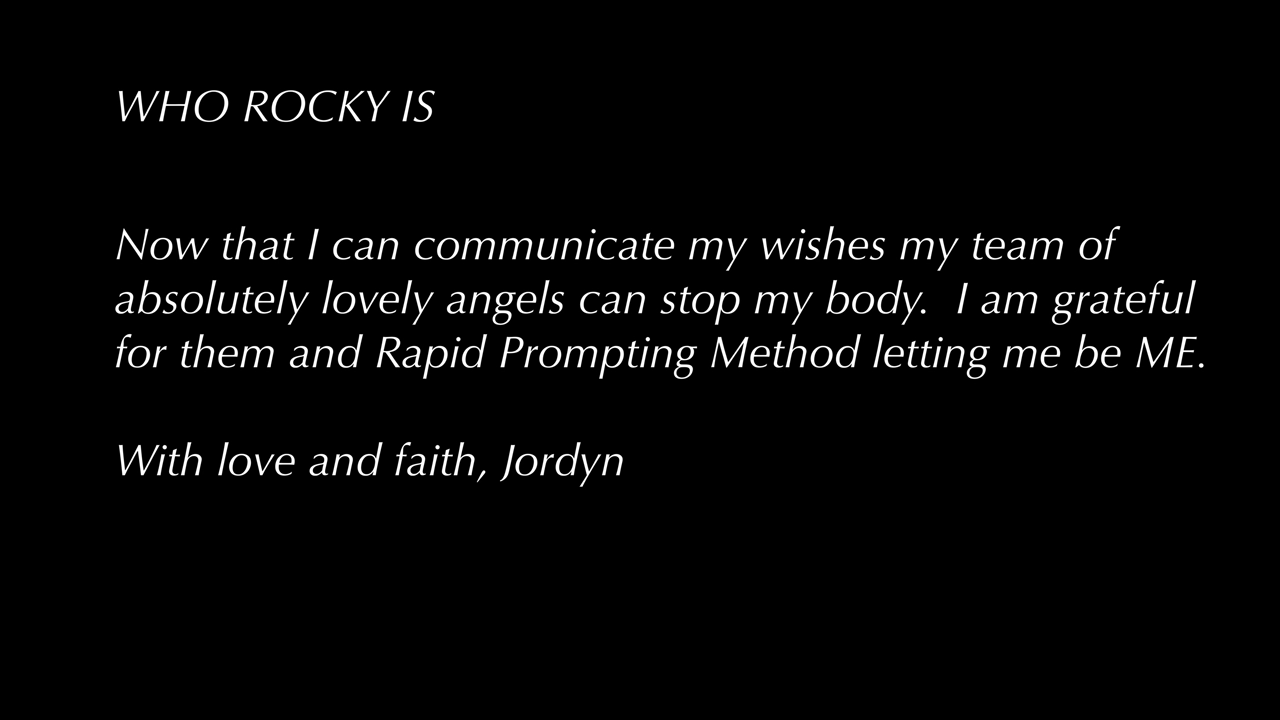 WHO ROCKY IS
Now that I can communicate my wishes my team of
absolutely lovely angels can stop my body.  I am grateful
for them and Rapid Prompting Method letting me be ME.
With love and faith, Jordyn